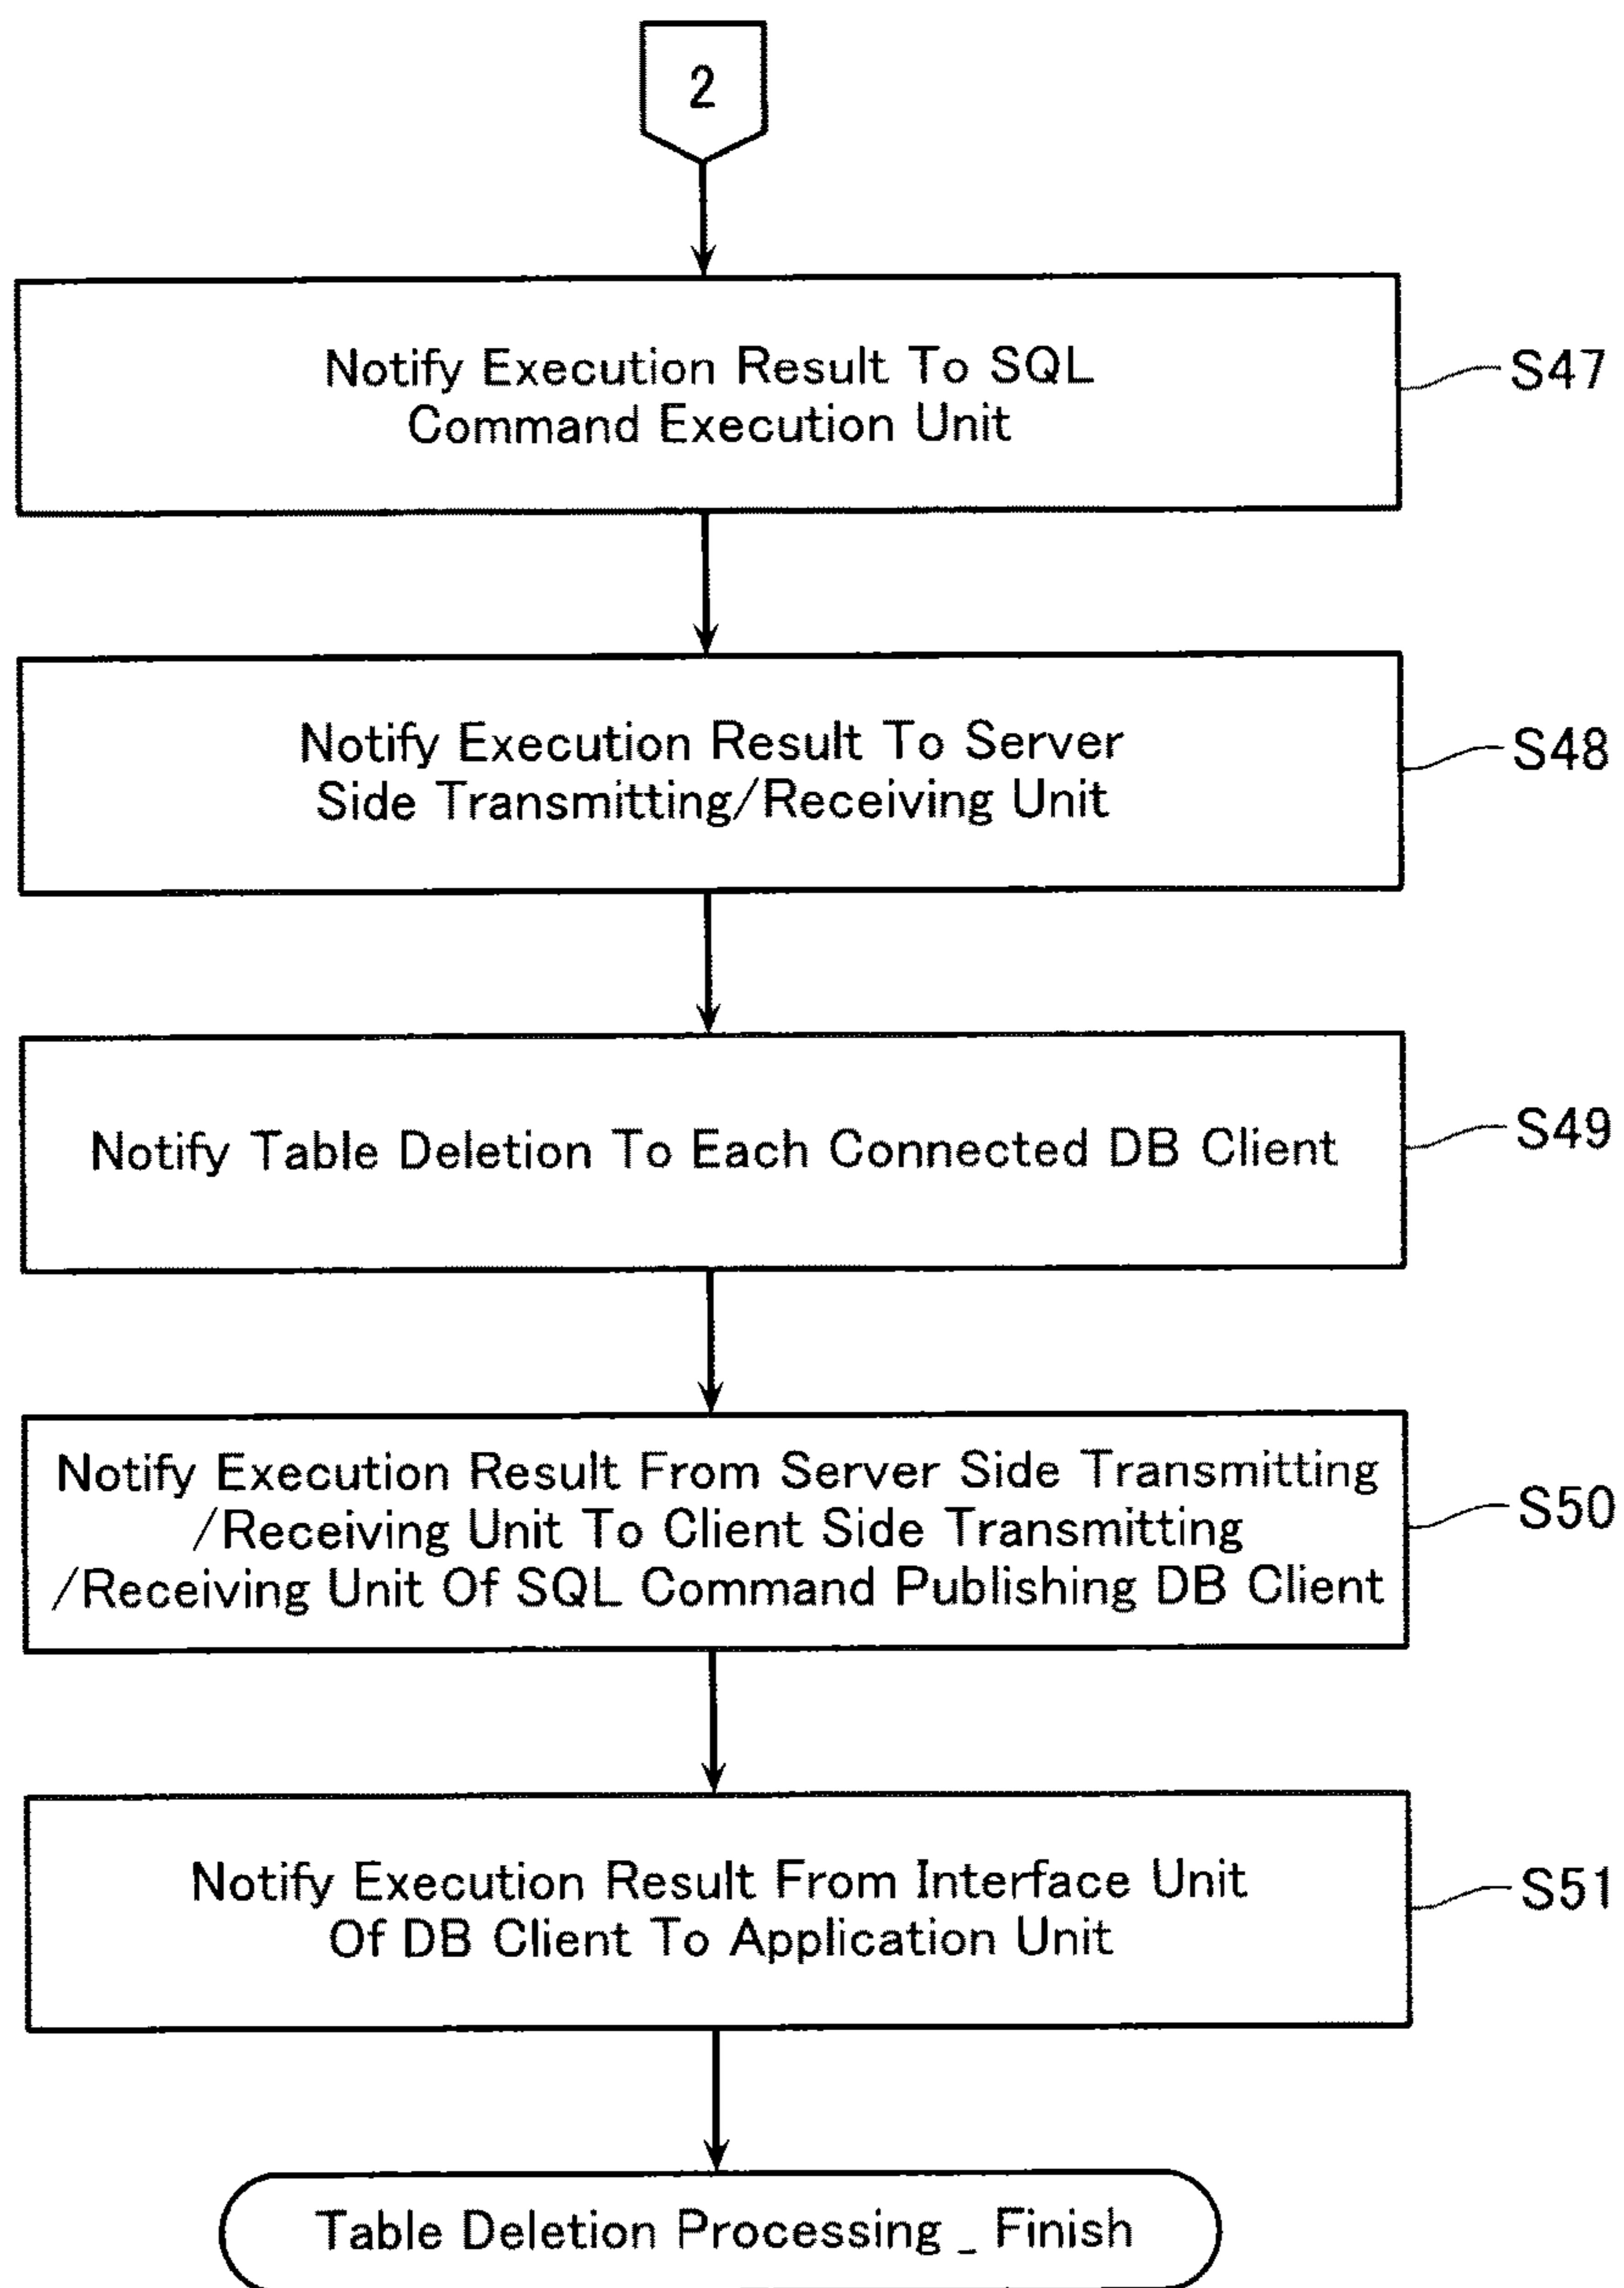 2
Notify Execution Result To SQL
Command Execution Unit
S47
Notify Execution Result To Server
Side Transmitting/Receiving Unit
S48
Notify Table Deletion To Each Connected DB Client
S49
Notify Execution Result From Server Side Transmitting
/Receiving Unit To Client Side Transmitting
/Receiving Unit Of SQL Command Publishing DB Client
S50
Notify Execution Result From Interface Unit
Of DB Client To Application Unit
S51
Table Deletion Processing _ Finish